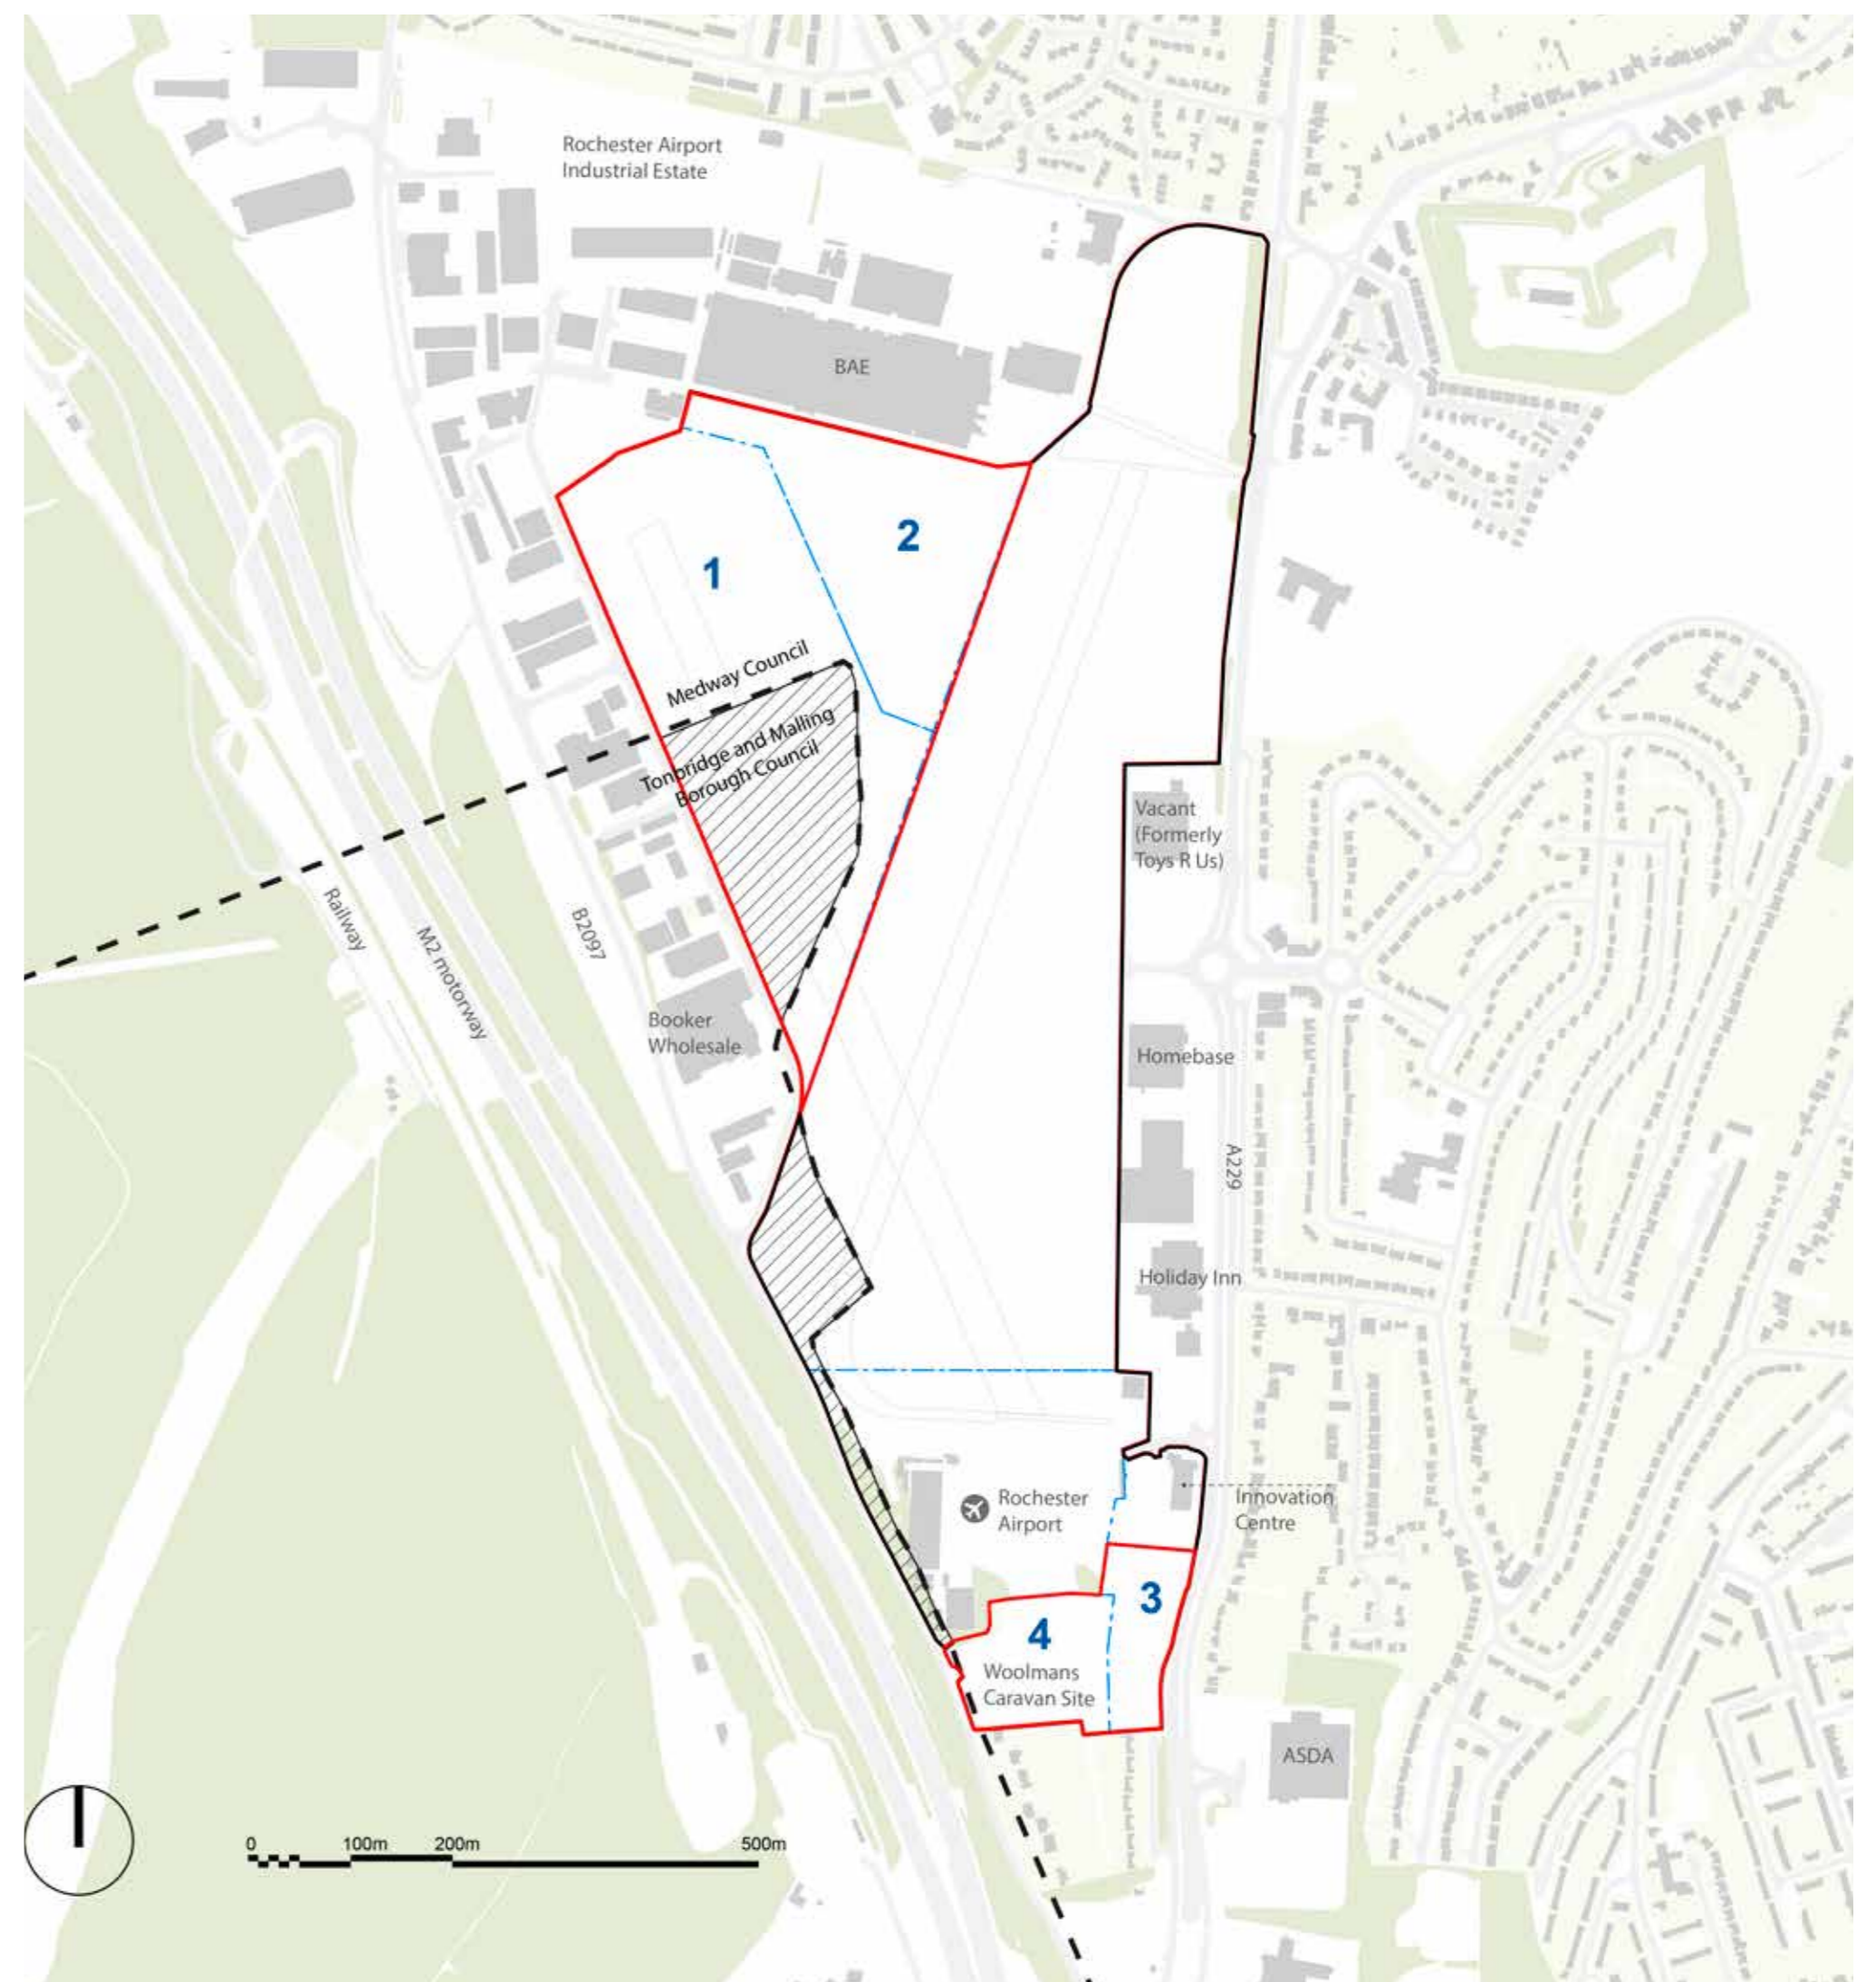 Rochester Airport
Industrial Estate
BAE
2
1
Medway Council
Tonbridge and Malling
Borough Council
Vacant
(Formerly
Toys R Us)
Railway
M2 motorway
B2097
Booker
Wholesale
Homebase
A229
Holiday Inn
Rochester
Airport
Innovation
Centre
3
4
Woolmans
Caravan Site
ASDA
0 100m 200m 500m